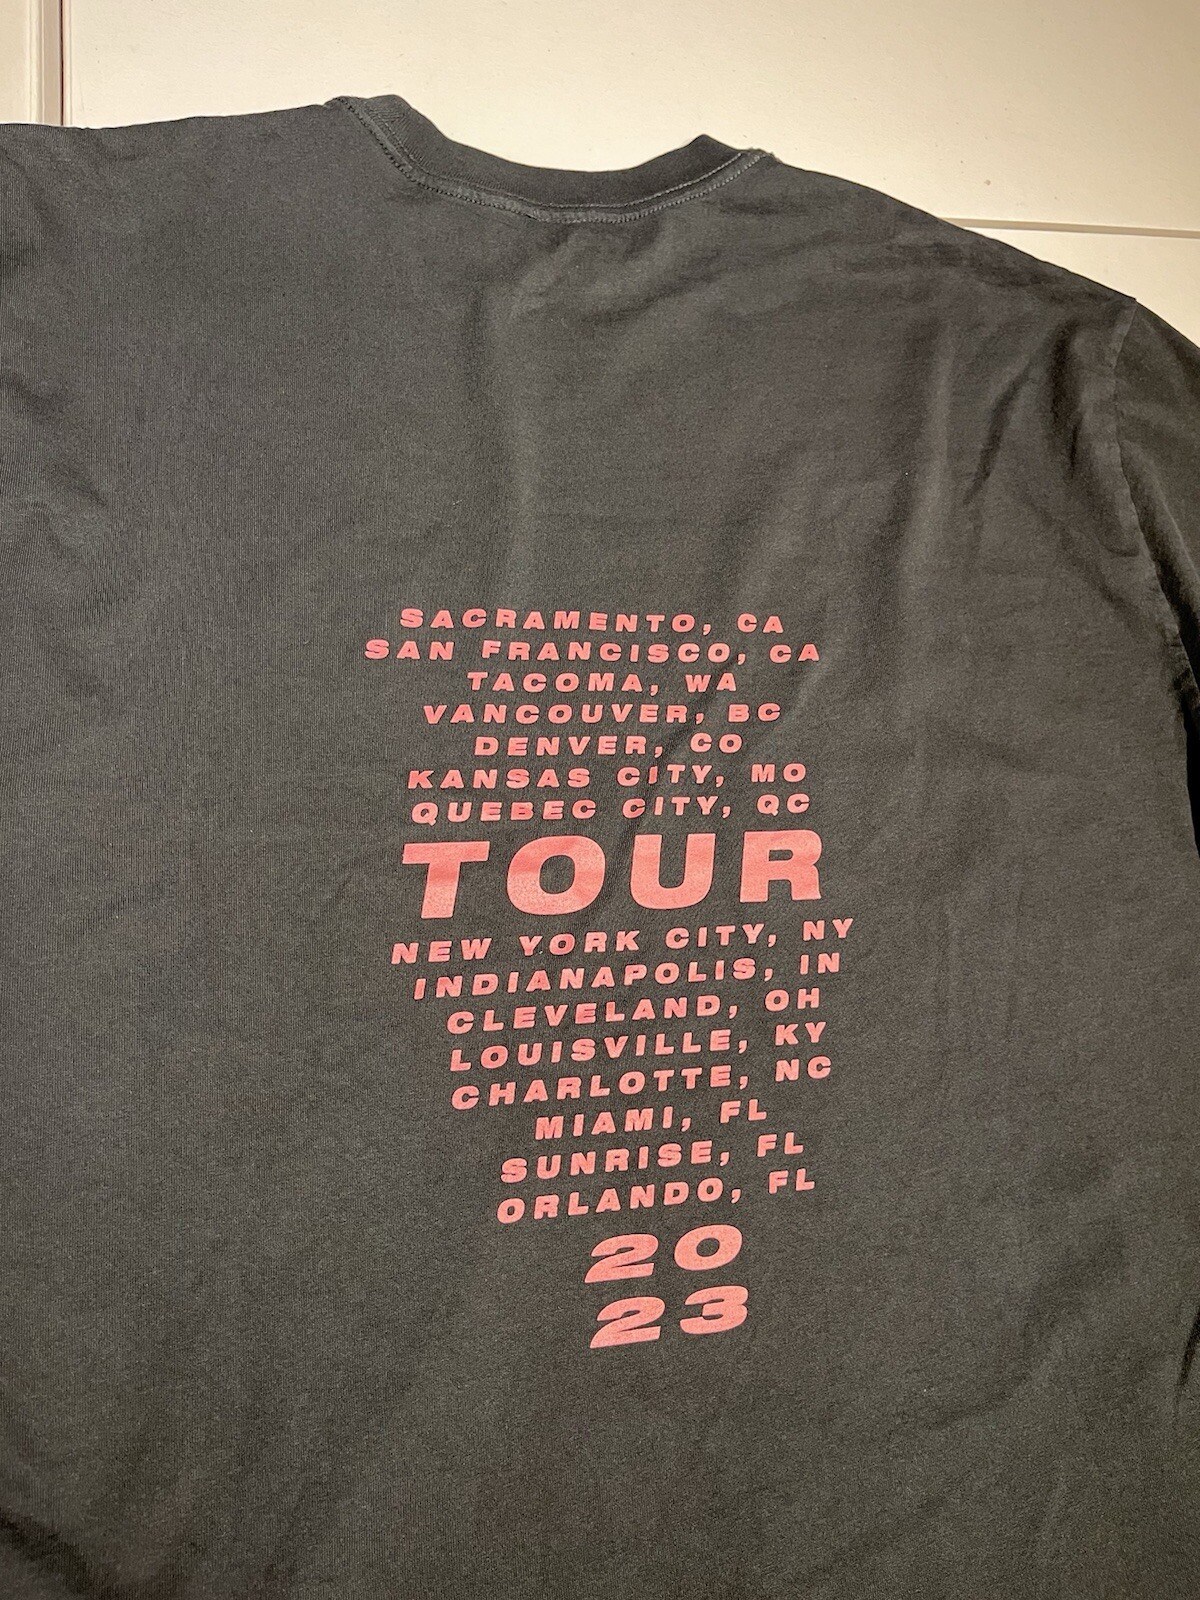 SACRAMENTO, CA
SAN FRANCISCO, CA
TACOMA, WA
VANCOUVER, BC
DENVER, CO
KANSAS CITY, MO
QUEBEC CITY, QC
TOUR
NEW YORK CITY, NY
INDIANAPOLIS, IN
CLEVELAND, OH
LOUISVILLE, KY
CHARLOTTE, NC
MIAMI, FL
SUNRISE, FL
ORLANDO, FL
20
23